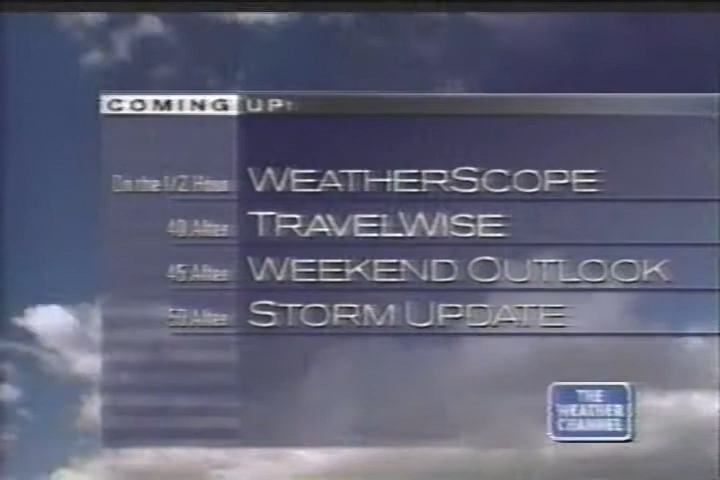 COMING UP:
On the 1/2 Hour WEATHERSCOPE
40 After TRAVELWISE
45 After WEEKEND OUTLOOK
50 After STORM UPDATE
THE
WEATHER
CHANNEL